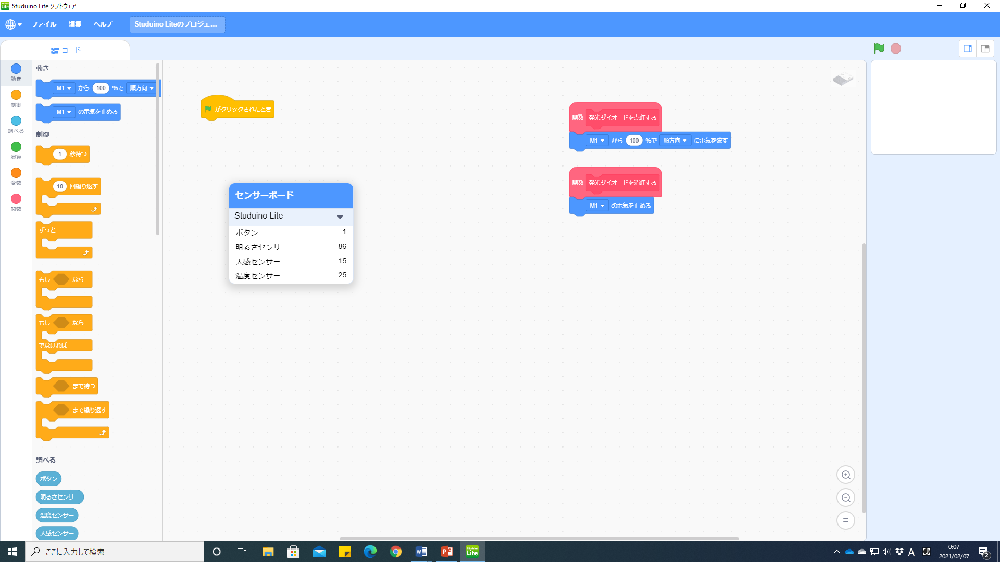 Studuino Lite ソフトウェア
ファイル 編集 ヘルプ Studuino Liteのプロジェ...
コード
動き
制御
調べる
演算
変数
関数
動き
M1 から 100 %で 順方向
M1 の電気を止める
制御
1 秒待つ
10 回繰り返す
ずっと
もし なら
もし なら
でなければ
まで待つ
まで繰り返す
調べる
ボタン
明るさセンサー
温度センサー
人感センサー
がクリックされたとき
センサーボード
Studuino Lite
ボタン 1
明るさセンサー 86
人感センサー 15
温度センサー 25
関数 発光ダイオードを点灯する
M1 から 100 %で 順方向 に電気を流す
関数 発光ダイオードを消灯する
M1 の電気を止める
ここに入力して検索
Lite
A
0:07
2021/02/07
2